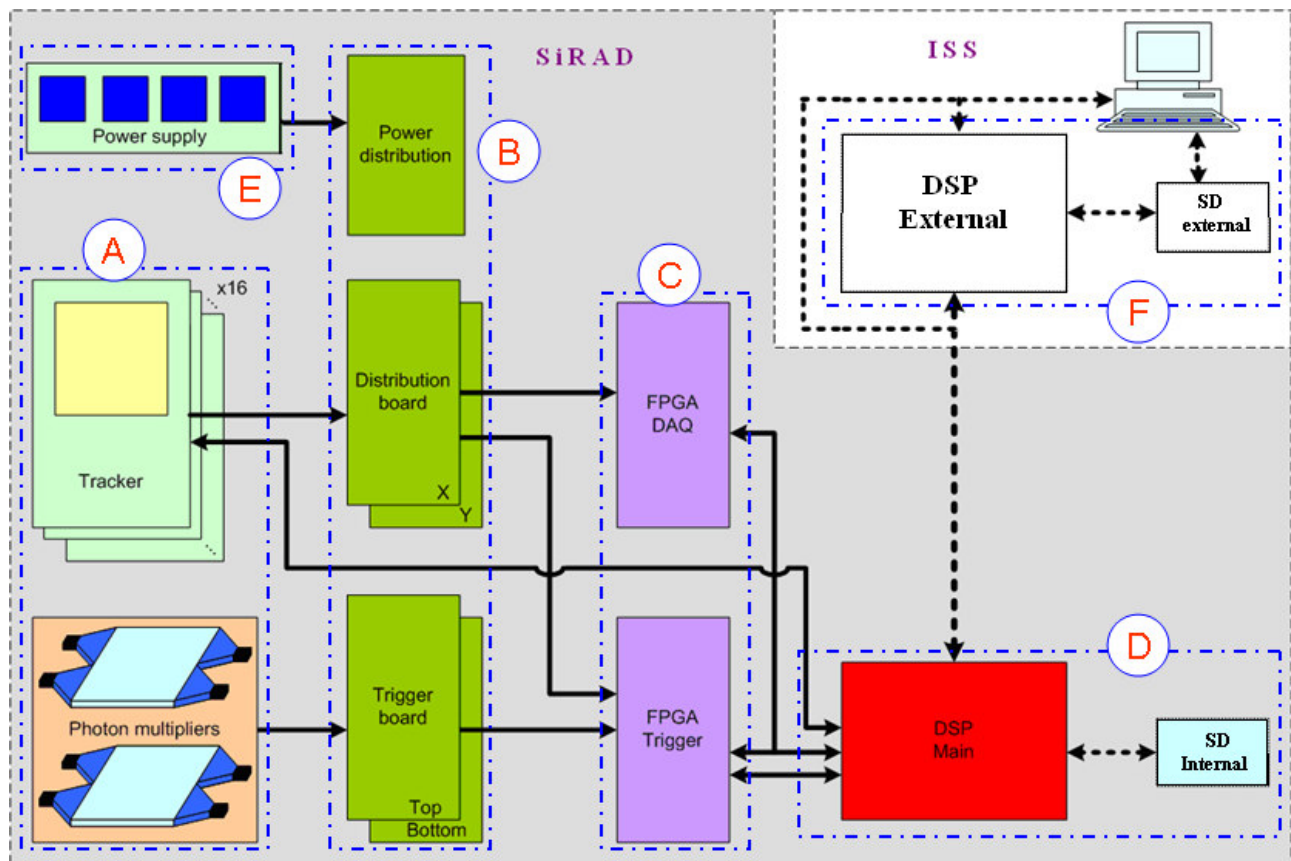 SiRAD
ISS
Power supply
E
Power
distribution
B
DSP
External
SD
external
F
A
x16
Tracker
Distribution
board
X
Y
C
FPGA
DAQ
Photon multipliers
Trigger
board
Top
Bottom
FPGA
Trigger
D
DSP
Main
SD
Internal